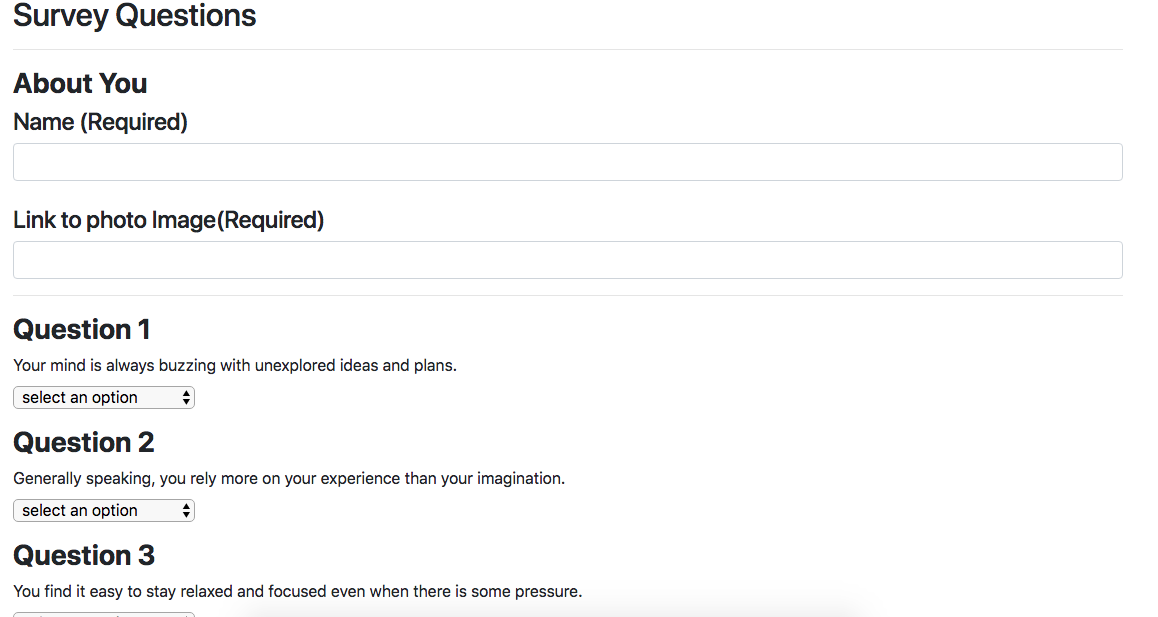 Survey Questions
About You
Name (Required)
Link to photo Image(Required)
Question 1
Your mind is always buzzing with unexplored ideas and plans.
select an option
Question 2
Generally speaking, you rely more on your experience than your imagination.
select an option
Question 3
You find it easy to stay relaxed and focused even when there is some pressure.